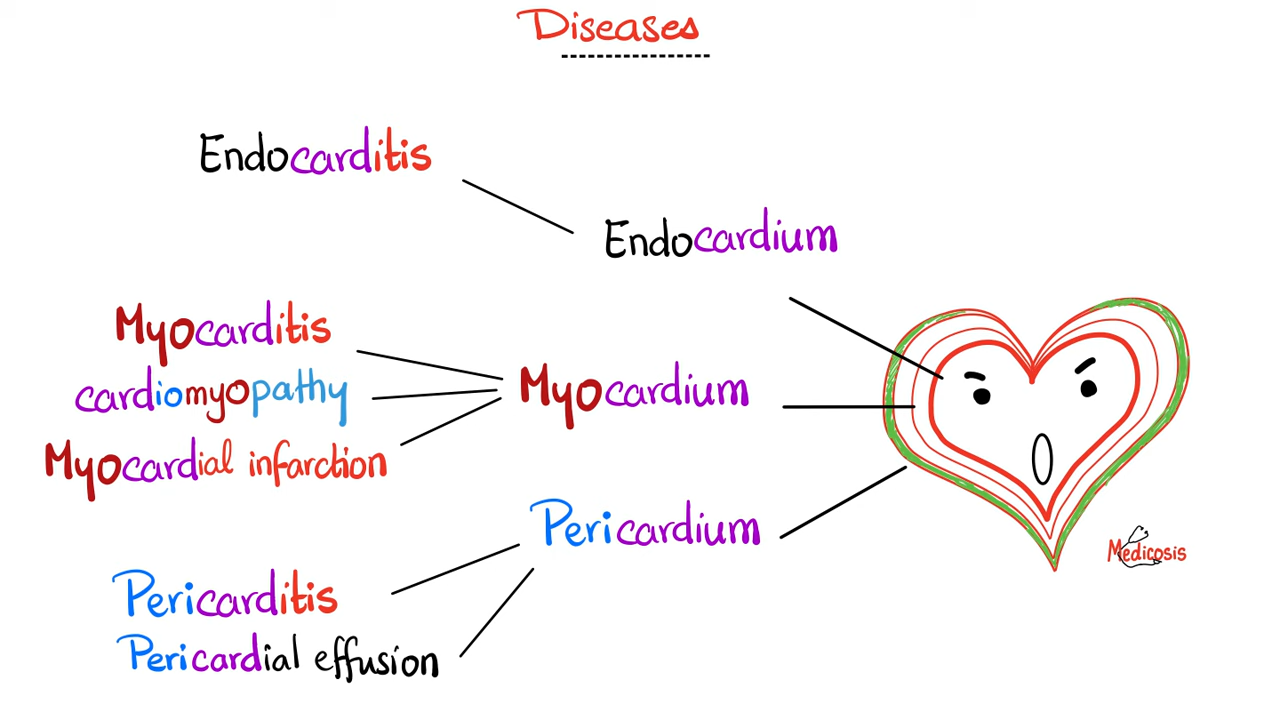 Diseases
Endocarditis
Endocardium
Myocarditis
cardiomyopathy
Myocardium
Myocardial infarction
Pericardium
Medicosis
Pericarditis
Pericardial effusion